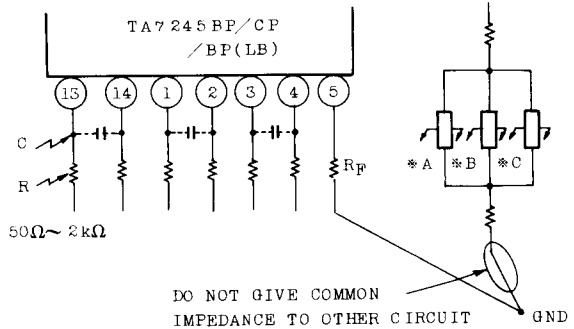 TA7245BP/CP
/BP(LB)
13 14 1 2 3 4 5
C
R
RF
※A ※B ※C
50Ω~2kΩ
DO NOT GIVE COMMON
IMPEDANCE TO OTHER CIRCUIT
GND